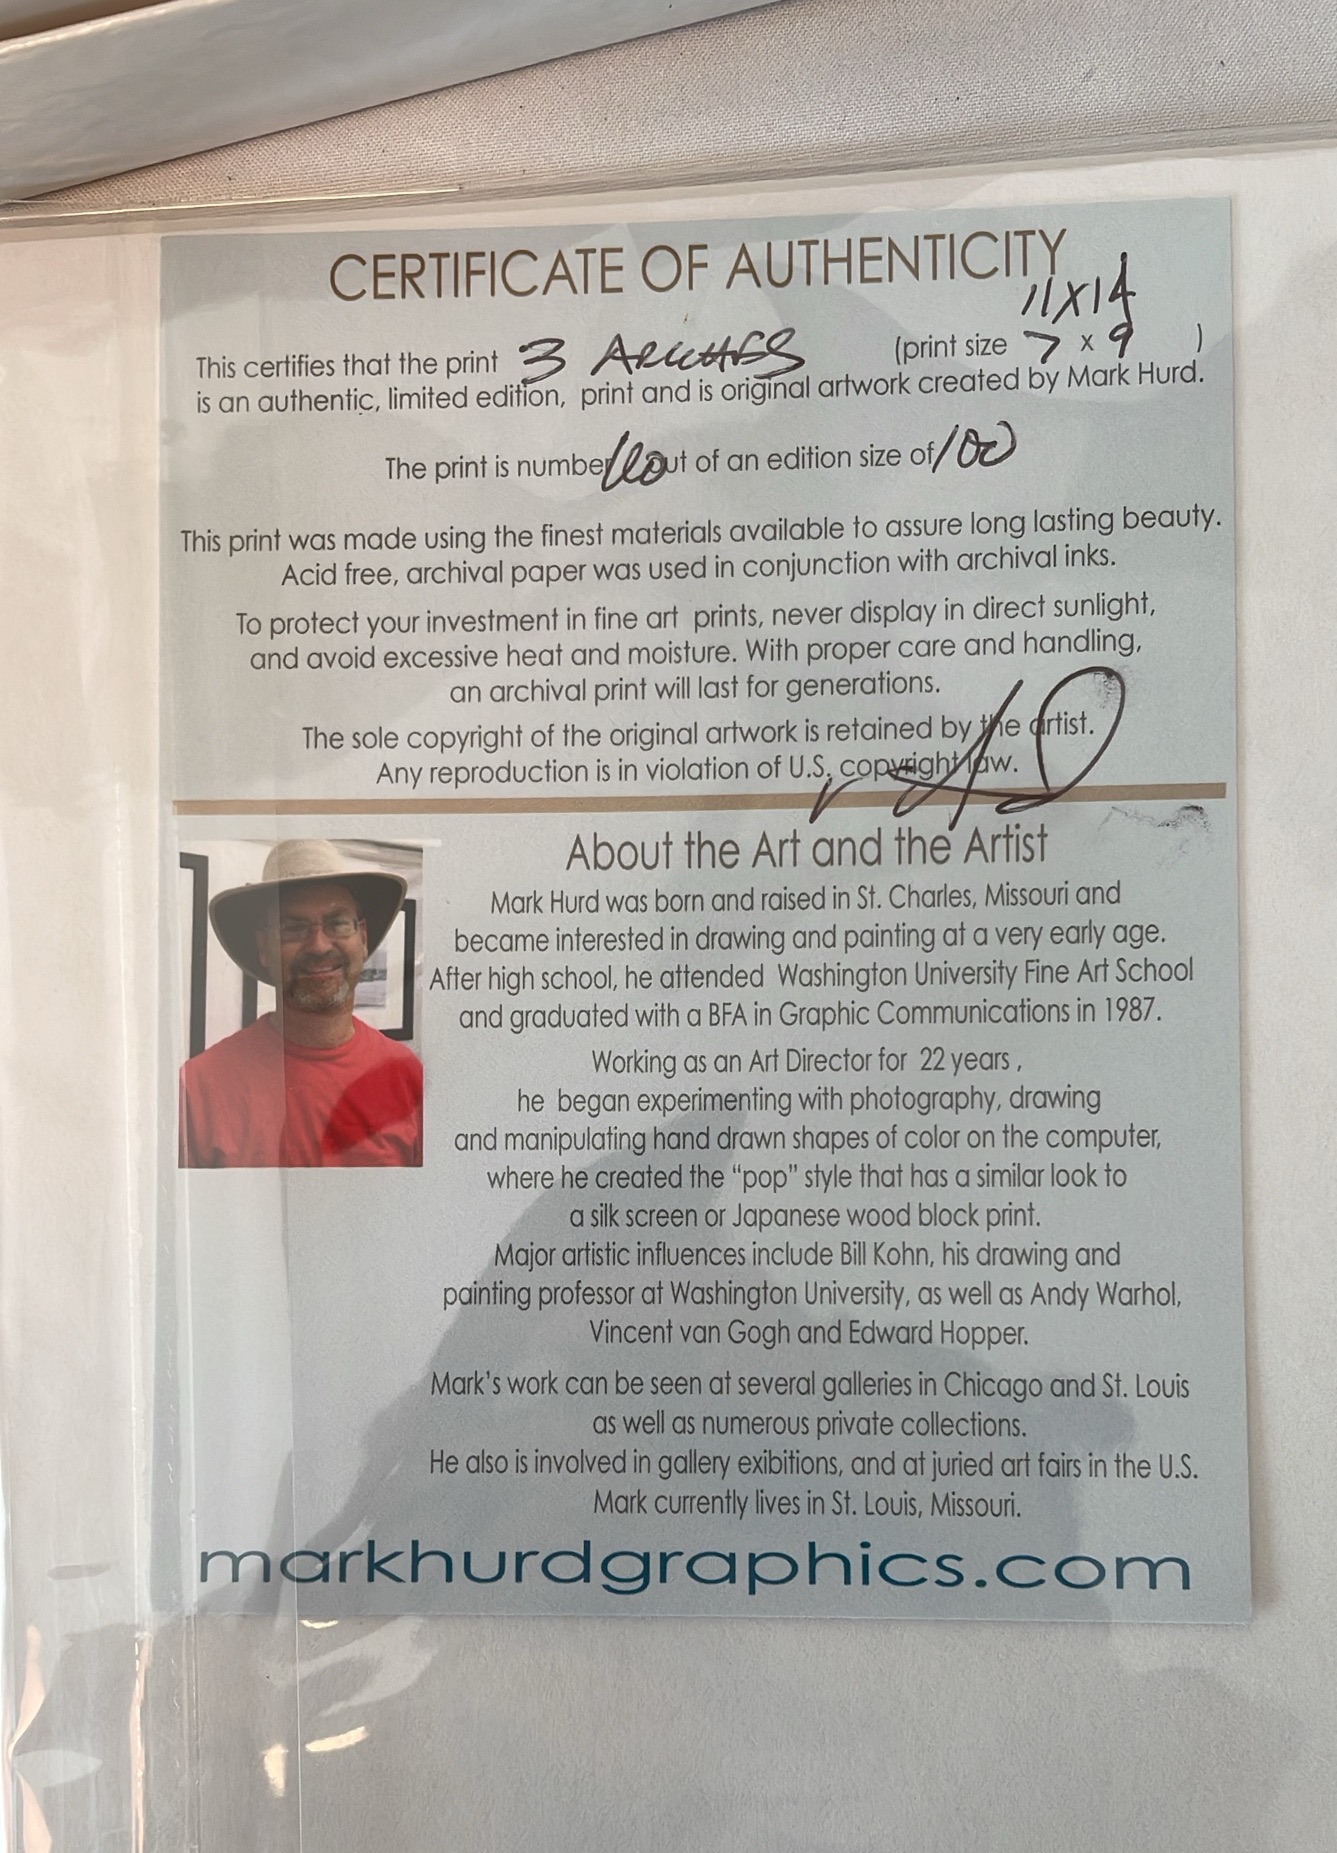 CERTIFICATE OF AUTHENTICITY
11X14
This certifies that the print 3 ARCHES (print size 7 x 9 )
is an authentic, limited edition, print and is original artwork created by Mark Hurd.
The print is number out of an edition size of 100
This print was made using the finest materials available to assure long lasting beauty.
Acid free, archival paper was used in conjunction with archival inks.
To protect your investment in fine art prints, never display in direct sunlight,
and avoid excessive heat and moisture. With proper care and handling,
an archival print will last for generations.
The sole copyright of the original artwork is retained by the artist.
Any reproduction is in violation of U.S. copyright law.
About the Art and the Artist
Mark Hurd was born and raised in St. Charles, Missouri and
became interested in drawing and painting at a very early age.
After high school, he attended Washington University Fine Art School
and graduated with a BFA in Graphic Communications in 1987.
Working as an Art Director for 22 years ,
he began experimenting with photography, drawing
and manipulating hand drawn shapes of color on the computer,
where he created the “pop” style that has a similar look to
a silk screen or Japanese wood block print.
Major artistic influences include Bill Kohn, his drawing and
painting professor at Washington University, as well as Andy Warhol,
Vincent van Gogh and Edward Hopper.
Mark's work can be seen at several galleries in Chicago and St. Louis
as well as numerous private collections.
He also is involved in gallery exibitions, and at juried art fairs in the U.S.
Mark currently lives in St. Louis, Missouri.
markhurdgraphics.com